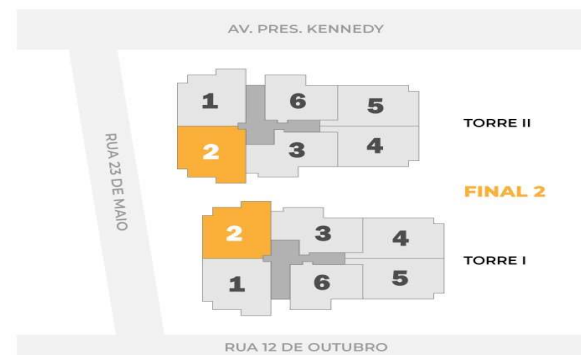 AV. PRES. KENNEDY
RUA 23 DE MAIO
1
6
5
2
3
4
TORRE II
FINAL 2
2
3
4
1
6
5
TORRE I
RUA 12 DE OUTUBRO